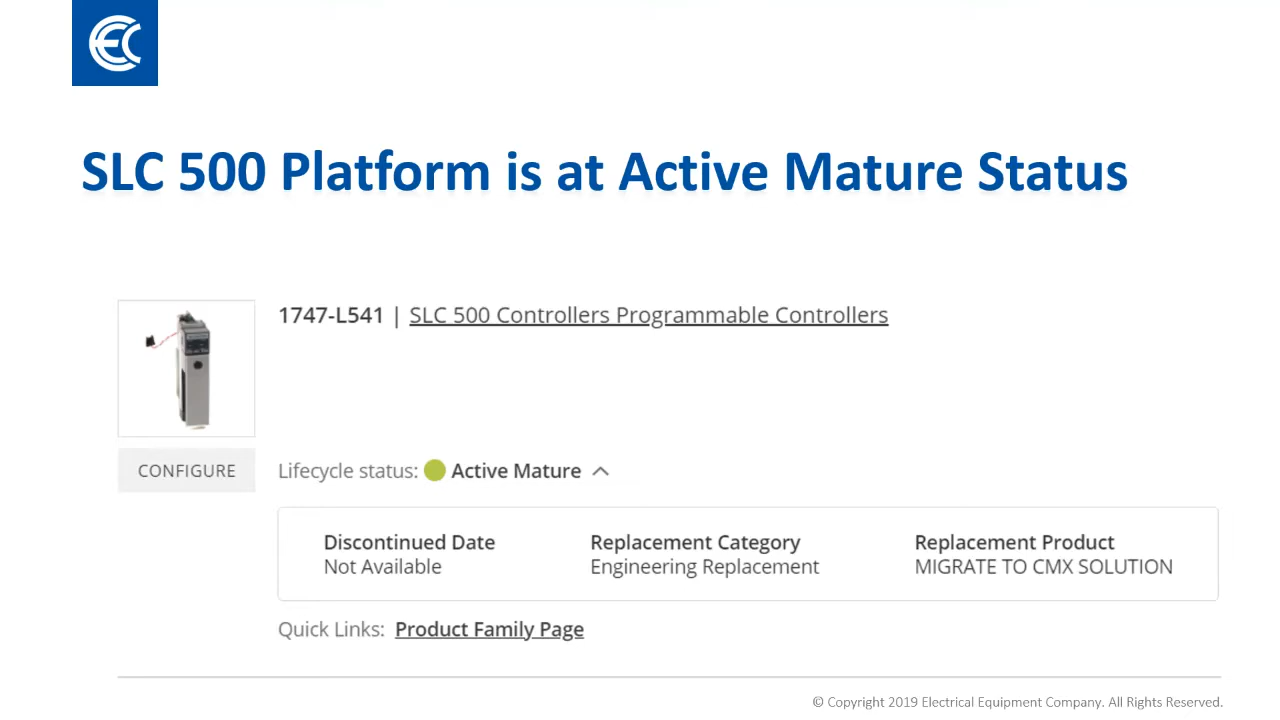 SLC 500 Platform is at Active Mature Status
1747-L541 | SLC 500 Controllers Programmable Controllers
CONFIGURE
Lifecycle status: Active Mature
Discontinued Date
Not Available
Replacement Category
Engineering Replacement
Replacement Product
MIGRATE TO CMX SOLUTION
Quick Links: Product Family Page
© Copyright 2019 Electrical Equipment Company. All Rights Reserved.